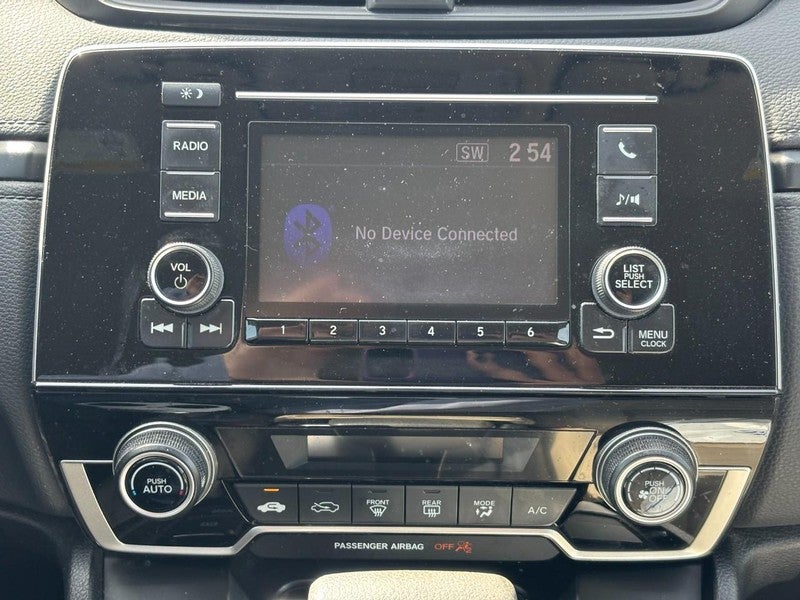 RADIO
MEDIA
VOL
SW 2 54
No Device Connected
LIST
PUSH
SELECT
1 2 3 4 5 6
MENU
CLOCK
PUSH
AUTO
FRONT
REAR
MODE
A/C
PUSH
ON
OFF
PASSENGER AIRBAG OFF